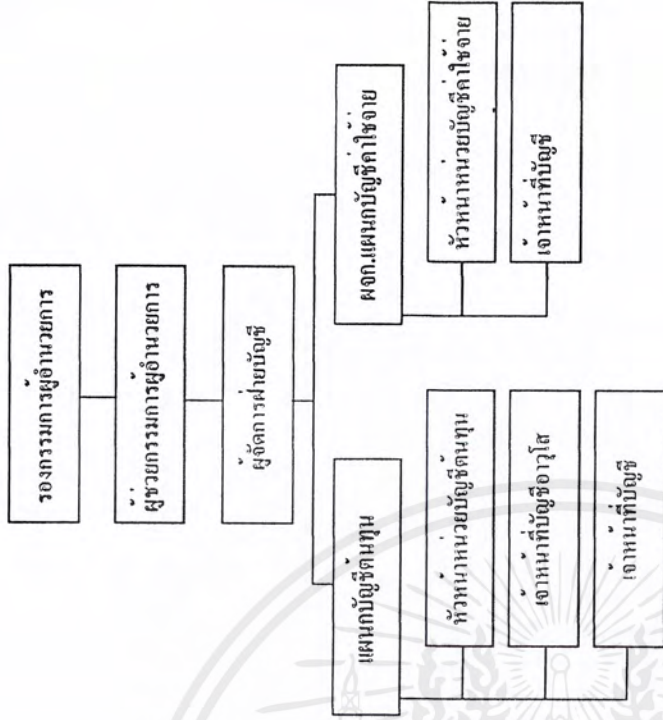 รองกรรมการผู้อำนวยการ
ผู้ช่วยกรรมการผู้อำนวยการ
ผู้จัดการฝ่ายบัญชี
แผนกบัญชีต้นทุน
หัวหน้าหน่วยบัญชีต้นทุน
เจ้าหน้าที่บัญชีอาวุโส
เจ้าหน้าที่บัญชี
ผจก.แผนกบัญชีค่าใช้จ่าย
หัวหน้าหน่วยบัญชีค่าใช้จ่าย
เจ้าหน้าที่บัญชี